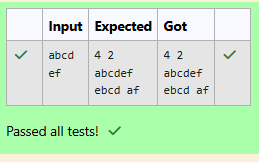 Input Expected Got
abcd 4 2 4 2
ef abcdef abcdef
ebcd af ebcd af
Passed all tests!